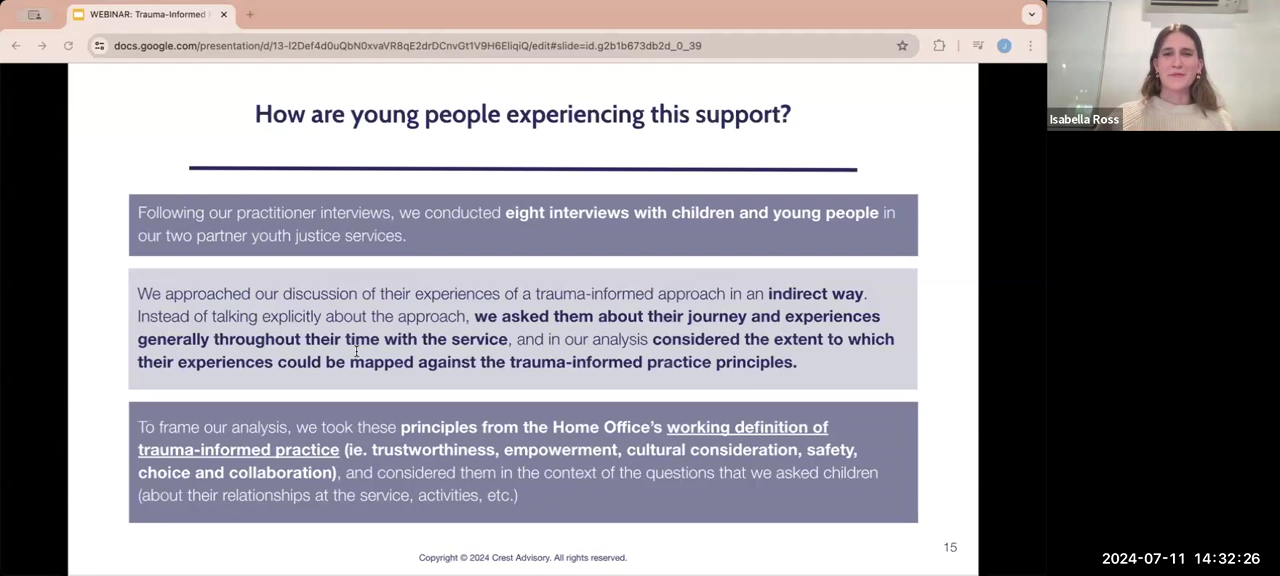 WEBINAR: Trauma-Informed
docs.google.com/presentation/d/13-I2Def4d0uQbN0xvaVR8qE2drDCnvGt1V9H6EliqiQ/edit#slide=id.g2b1b673db2d_0_39
J
Isabella Ross
How are young people experiencing this support?
Following our practitioner interviews, we conducted eight interviews with children and young people in
our two partner youth justice services.
We approached our discussion of their experiences of a trauma-informed approach in an indirect way.
Instead of talking explicitly about the approach, we asked them about their journey and experiences
generally throughout their time with the service, and in our analysis considered the extent to which
their experiences could be mapped against the trauma-informed practice principles.
To frame our analysis, we took these principles from the Home Office's working definition of
trauma-informed practice (ie. trustworthiness, empowerment, cultural consideration, safety,
choice and collaboration), and considered them in the context of the questions that we asked children
(about their relationships at the service, activities, etc.)
15
Copyright © 2024 Crest Advisory. All rights reserved.
2024-07-11 14:32:26